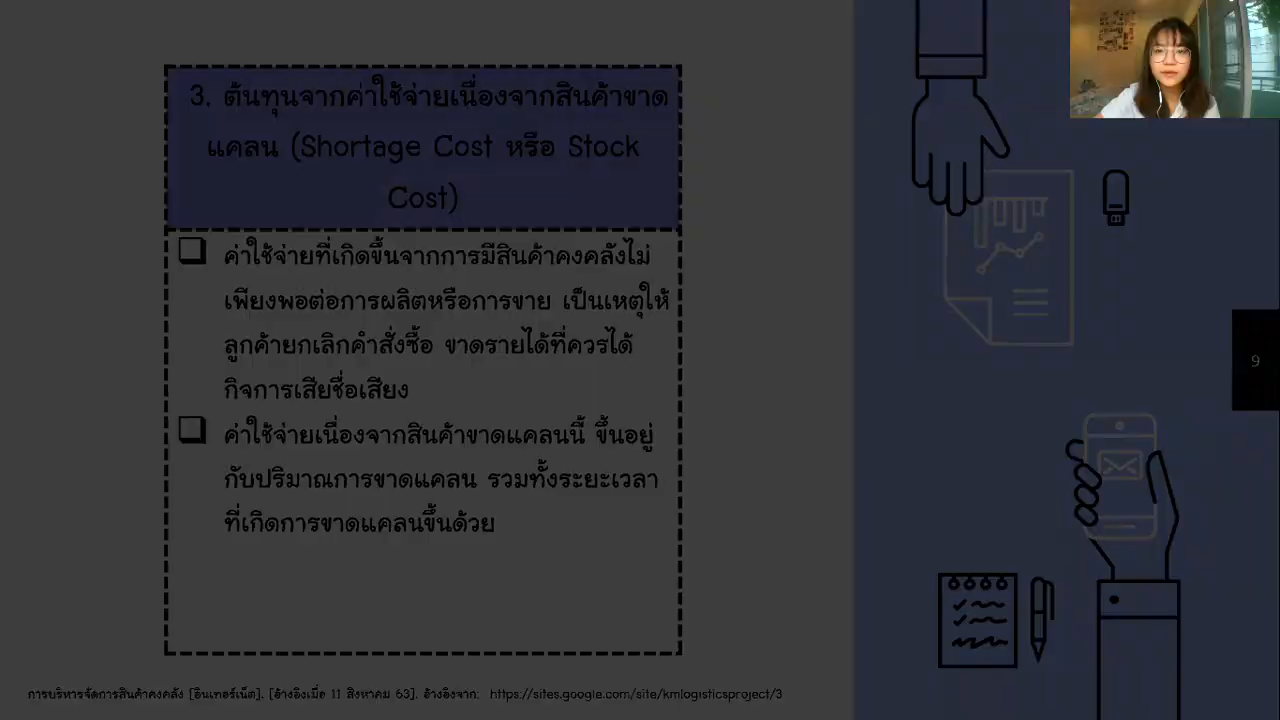 3. ต้นทุนจากค่าใช้จ่ายเนื่องจากสินค้าขาด
แคลน (Shortage Cost หรือ Stock
Cost)
ค่าใช้จ่ายที่เกิดขึ้นจากการมีสินค้าคงคลังไม่
เพียงพอต่อการผลิตหรือการขาย เป็นเหตุให้
ลูกค้ายกเลิกคำสั่งซื้อ ขาดรายได้ที่ควรได้
กิจการเสียชื่อเสียง
ค่าใช้จ่ายเนื่องจากสินค้าขาดแคลนนี้ ขึ้นอยู่
กับปริมาณการขาดแคลน รวมทั้งระยะเวลา
ที่เกิดการขาดแคลนขึ้นด้วย
9
การบริหารจัดการสินค้าคงคลัง [อินเทอร์เน็ต]. [อ้างอิงเมื่อ 11 สิงหาคม 63]. อ้างอิงจาก: https://sites.google.com/site/kmlogisticsproject/3